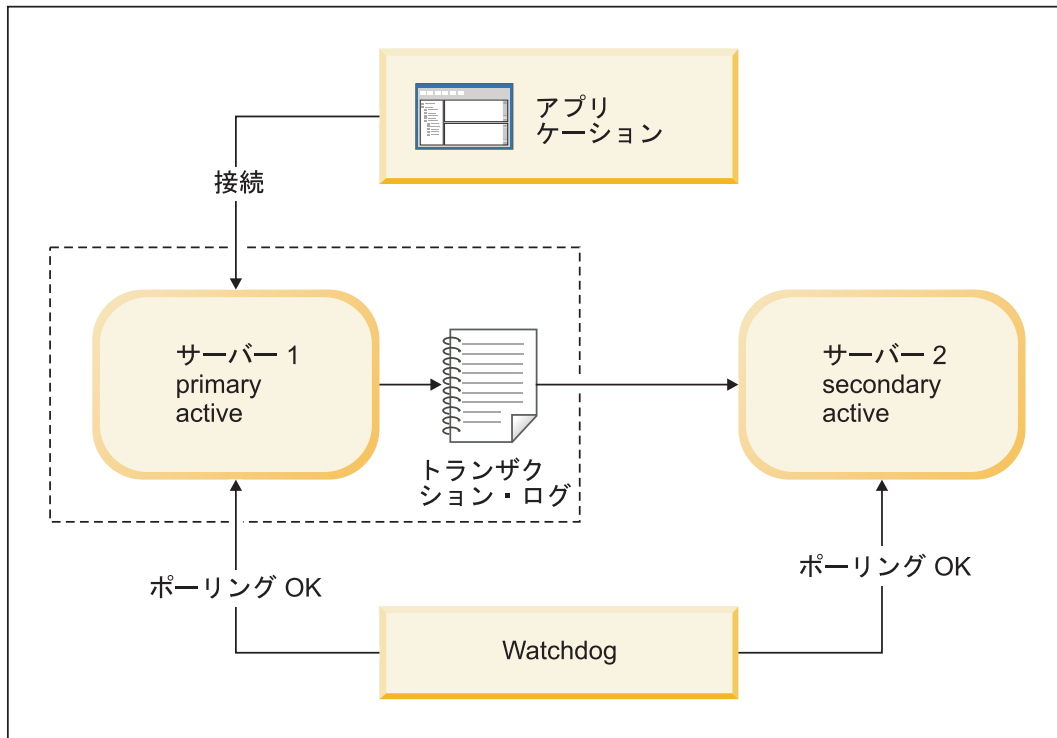 アプリ
ケーション
接続
サーバー 1
primary
active
トランザク
ション・ログ
サーバー 2
secondary
active
ポーリング OK
ポーリング OK
Watchdog